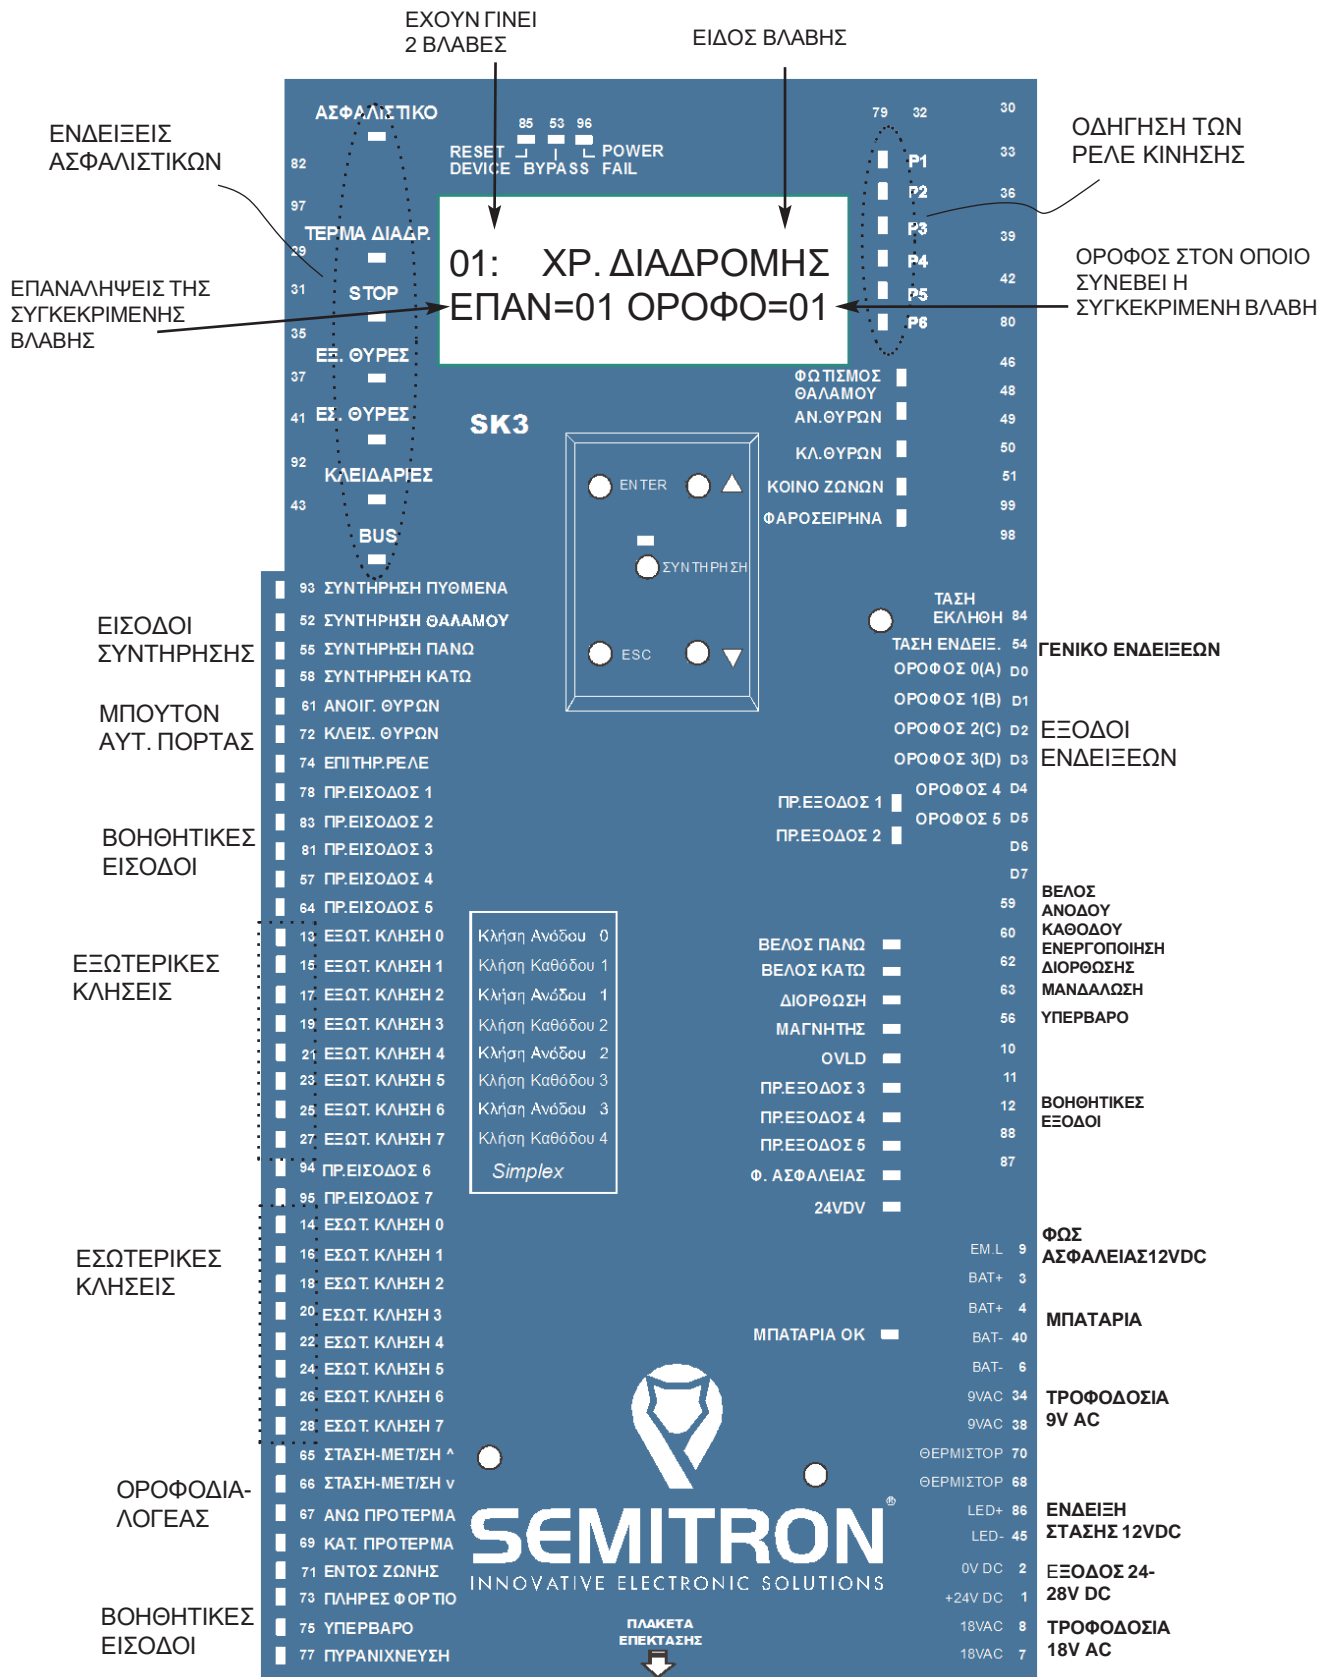 ΕΧΟΥΝ ΓΙΝΕΙ
2 ΒΛΑΒΕΣ
ΕΙΔΟΣ ΒΛΑΒΗΣ
ΕΝΔΕΙΞΕΙΣ
ΑΣΦΑΛΙΣΤΙΚΩΝ
ΕΠΑΝΑΛΗΨΕΙΣ ΤΗΣ
ΣΥΓΚΕΚΡΙΜΕΝΗΣ
ΒΛΑΒΗΣ
ΟΔΗΓΗΣΗ ΤΩΝ
ΡΕΛΕ ΚΙΝΗΣΗΣ
ΟΡΟΦΟΣ ΣΤΟΝ ΟΠΟΙΟ
ΣΥΝΕΒΕΙ Η
ΣΥΓΚΕΚΡΙΜΕΝΗ ΒΛΑΒΗ
ΑΣΦΑΛΙΣΤΙΚΟ
82
97
ΤΕΡΜΑ ΔΙΑΔΡ.
29
31 STOP
35
ΕΞ. ΘΥΡΕΣ
37
41 ΕΣ. ΘΥΡΕΣ
92
ΚΛΕΙΔΑΡΙΕΣ
43
BUS
85 53 96
RESET DEVICE
BYPASS
POWER FAIL
01: ΧΡ. ΔΙΑΔΡΟΜΗΣ
ΕΠΑΝ=01 ΟΡΟΦΟ=01
79 32 30
P1 33
P2 36
P3 39
P4 42
P5
P6 80
46
ΦΩΤΙΣΜΟΣ
ΘΑΛΑΜΟΥ 48
ΑΝ.ΘΥΡΩΝ 49
ΚΛ.ΘΥΡΩΝ 50
ΚΟΙΝΟ ΖΩΝΩΝ 51
99
ΦΑΡΟΣΕΙΡΗΝΑ
98
SK3
ENTER △
ΣΥΝΤΗΡΗΣΗ
ESC ▽
93 ΣΥΝΤΗΡΗΣΗ ΠΥΘΜΕΝΑ
52 ΣΥΝΤΗΡΗΣΗ ΘΑΛΑΜΟΥ
55 ΣΥΝΤΗΡΗΣΗ ΠΑΝΩ
58 ΣΥΝΤΗΡΗΣΗ ΚΑΤΩ
61 ΑΝΟΙΓ. ΘΥΡΩΝ
72 ΚΛΕΙΣ. ΘΥΡΩΝ
74 ΕΠΙΤΗΡ.ΡΕΛΕ
78 ΠΡ.ΕΙΣΟΔΟΣ 1
83 ΠΡ.ΕΙΣΟΔΟΣ 2
81 ΠΡ.ΕΙΣΟΔΟΣ 3
57 ΠΡ.ΕΙΣΟΔΟΣ 4
64 ΠΡ.ΕΙΣΟΔΟΣ 5
13 ΕΞΩΤ. ΚΛΗΣΗ 0
15 ΕΞΩΤ. ΚΛΗΣΗ 1
17 ΕΞΩΤ. ΚΛΗΣΗ 2
19 ΕΞΩΤ. ΚΛΗΣΗ 3
21 ΕΞΩΤ. ΚΛΗΣΗ 4
23 ΕΞΩΤ. ΚΛΗΣΗ 5
25 ΕΞΩΤ. ΚΛΗΣΗ 6
27 ΕΞΩΤ. ΚΛΗΣΗ 7
94 ΠΡ.ΕΙΣΟΔΟΣ 6
95 ΠΡ.ΕΙΣΟΔΟΣ 7
14 ΕΣΩΤ. ΚΛΗΣΗ 0
16 ΕΣΩΤ. ΚΛΗΣΗ 1
18 ΕΣΩΤ. ΚΛΗΣΗ 2
20 ΕΣΩΤ. ΚΛΗΣΗ 3
22 ΕΣΩΤ. ΚΛΗΣΗ 4
24 ΕΣΩΤ. ΚΛΗΣΗ 5
26 ΕΣΩΤ. ΚΛΗΣΗ 6
28 ΕΣΩΤ. ΚΛΗΣΗ 7
65 ΣΤΑΣΗ-ΜΕΤ/ΣΗ ^
66 ΣΤΑΣΗ-ΜΕΤ/ΣΗ v
67 ΑΝΩ ΠΡΟΤΕΡΜΑ
69 ΚΑΤ. ΠΡΟΤΕΡΜΑ
71 ΕΝΤΟΣ ΖΩΝΗΣ
73 ΠΛΗΡΕΣ ΦΟΡΤΙΟ
75 ΥΠΕΡΒΑΡΟ
77 ΠΥΡΑΝΙΧΝΕΥΣΗ
ΕΙΣΟΔΟΙ
ΣΥΝΤΗΡΗΣΗΣ
ΜΠΟΥΤΟΝ
ΑΥΤ. ΠΟΡΤΑΣ
ΒΟΗΘΗΤΙΚΕΣ
ΕΙΣΟΔΟΙ
ΕΞΩΤΕΡΙΚΕΣ
ΚΛΗΣΕΙΣ
ΕΣΩΤΕΡΙΚΕΣ
ΚΛΗΣΕΙΣ
ΟΡΟΦΟΔΙΑ-
ΛΟΓΕΑΣ
ΒΟΗΘΗΤΙΚΕΣ
ΕΙΣΟΔΟΙ
Κλήση Ανόδου 0
Κλήση Καθόδου 1
Κλήση Ανόδου 1
Κλήση Καθόδου 2
Κλήση Ανόδου 2
Κλήση Καθόδου 3
Κλήση Ανόδου 3
Κλήση Καθόδου 4
Simplex
ΤΑΣΗ
ΕΚΛΗΘΗ 84
ΤΑΣΗ ΕΝΔΕΙΞ. 54
ΟΡΟΦΟΣ 0(A) D0
ΟΡΟΦΟΣ 1(B) D1
ΟΡΟΦΟΣ 2(C) D2
ΟΡΟΦΟΣ 3(D) D3
ΟΡΟΦΟΣ 4 D4
ΟΡΟΦΟΣ 5 D5
D6
D7
ΠΡ.ΕΞΟΔΟΣ 1
ΠΡ.ΕΞΟΔΟΣ 2
59
60
62
63
56
10
11
12
88
87
ΒΕΛΟΣ ΠΑΝΩ
ΒΕΛΟΣ ΚΑΤΩ
ΔΙΟΡΘΩΣΗ
ΜΑΓΝΗΤΗΣ
OVLD
ΠΡ.ΕΞΟΔΟΣ 3
ΠΡ.ΕΞΟΔΟΣ 4
ΠΡ.ΕΞΟΔΟΣ 5
Φ. ΑΣΦΑΛΕΙΑΣ
24VDV
ΜΠΑΤΑΡΙΑ ΟΚ
EM.L 9
BAT+ 3
BAT+ 4
BAT- 40
BAT- 6
9VAC 34
9VAC 38
ΘΕΡΜΙΣΤΟΡ 70
ΘΕΡΜΙΣΤΟΡ 68
LED+ 86
LED- 45
0V DC 2
+24V DC 1
18VAC 8
18VAC 7
ΓΕΝΙΚΟ ΕΝΔΕΙΞΕΩΝ
ΕΞΟΔΟΙ
ΕΝΔΕΙΞΕΩΝ
ΒΕΛΟΣ
ΑΝΟΔΟΥ
ΚΑΘΟΔΟΥ
ΕΝΕΡΓΟΠΟΙΗΣΗ
ΔΙΟΡΘΩΣΗΣ
ΜΑΝΔΑΛΩΣΗ
ΥΠΕΡΒΑΡΟ
ΒΟΗΘΗΤΙΚΕΣ
ΕΞΟΔΟΙ
ΦΩΣ
ΑΣΦΑΛΕΙΑΣ12VDC
ΜΠΑΤΑΡΙΑ
ΤΡΟΦΟΔΟΣΙΑ
9V AC
ΕΝΔΕΙΞΗ
ΣΤΑΣΗΣ 12VDC
ΕΞΟΔΟΣ 24-
28V DC
ΤΡΟΦΟΔΟΣΙΑ
18V AC
SEMITRON®
INNOVATIVE ELECTRONIC SOLUTIONS
ΠΛΑΚΕΤΑ
ΕΠΕΚΤΑΣΗΣ